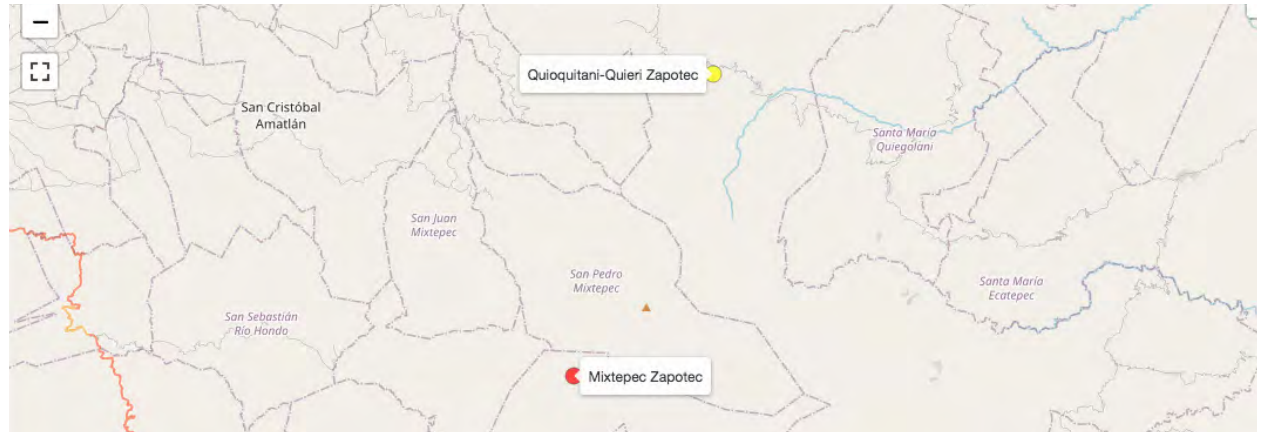 −
Quioquitani-Quieri Zapotec
San Cristóbal
Amatlán
Santa María
Quiegolani
San Juan
Mixtepec
San Pedro
Mixtepec
Santa María
Ecatepec
San Sebastián
Río Hondo
Mixtepec Zapotec